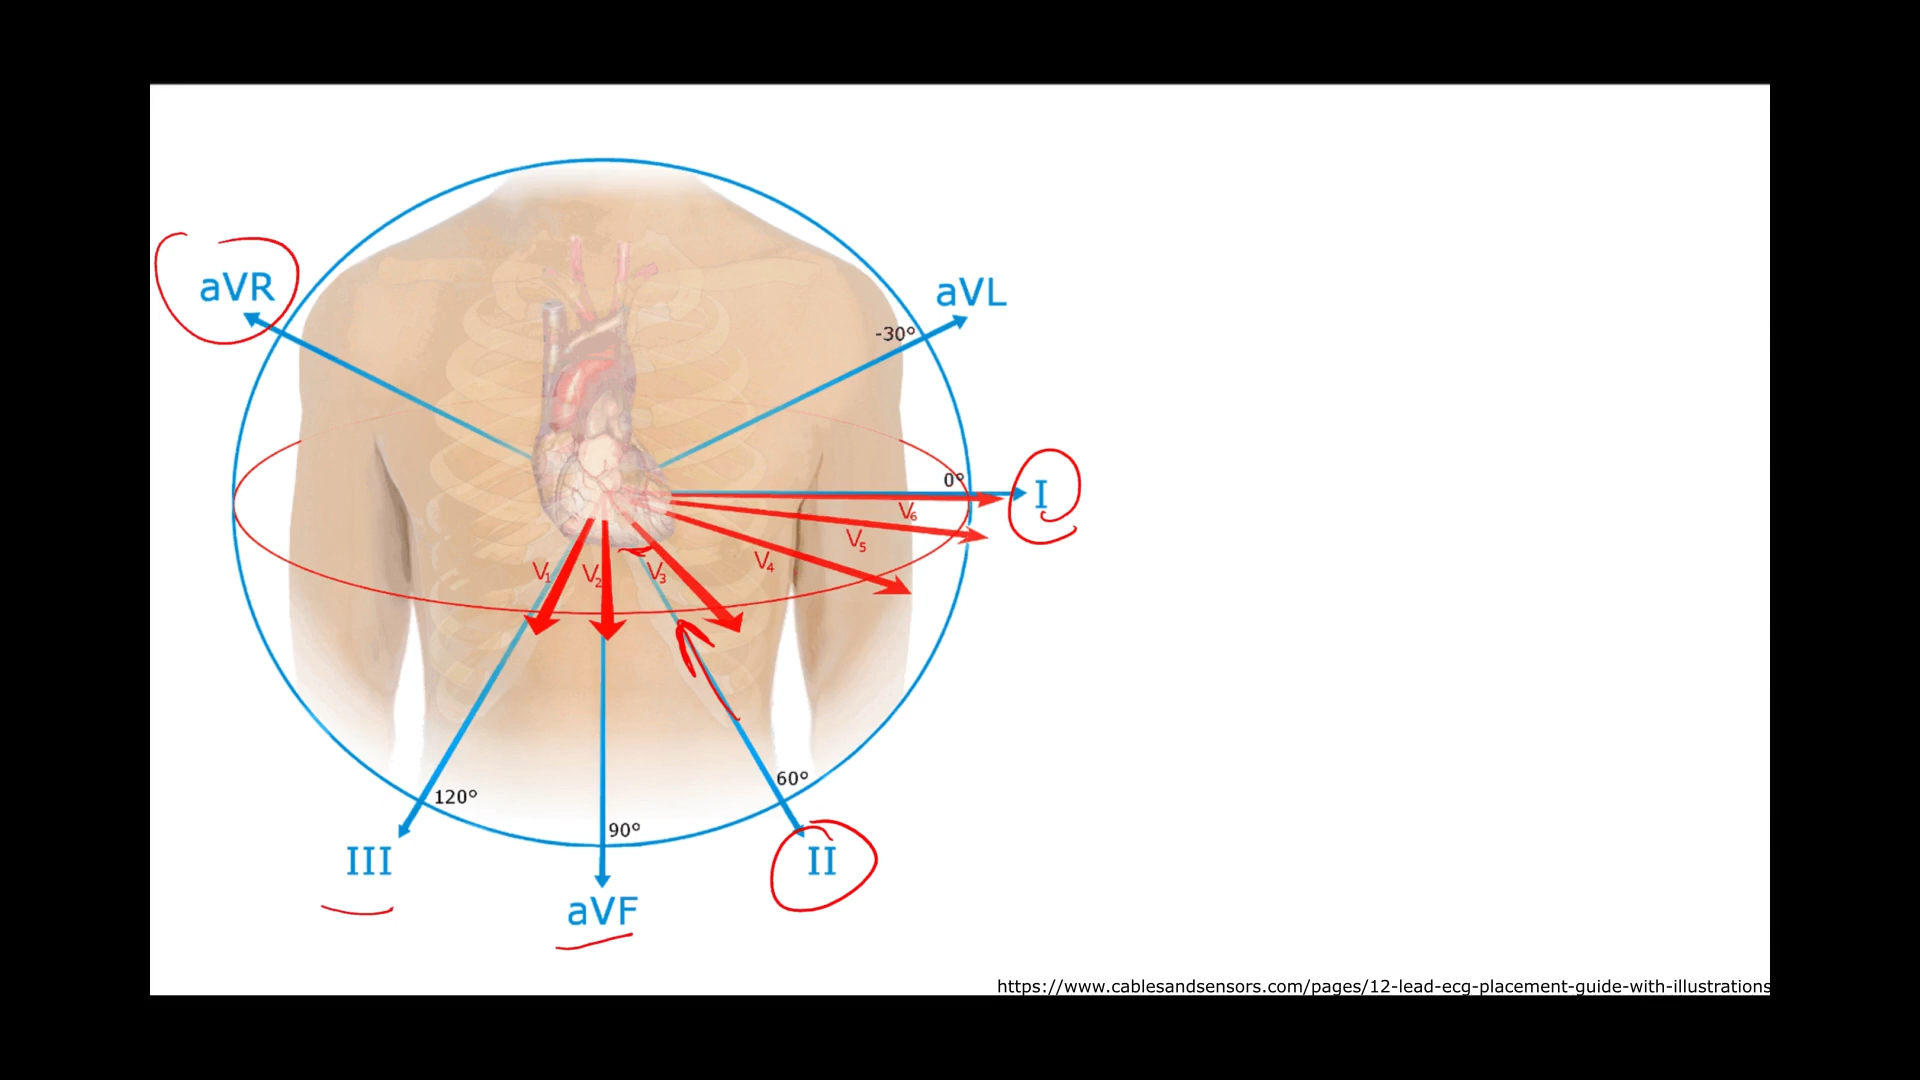 aVR
aVL
-30°
0°
I
V6
V5
V4
V1
V2
V3
60°
120°
90°
III
II
aVF
https://www.cablesandsensors.com/pages/12-lead-ecg-placement-guide-with-illustrations